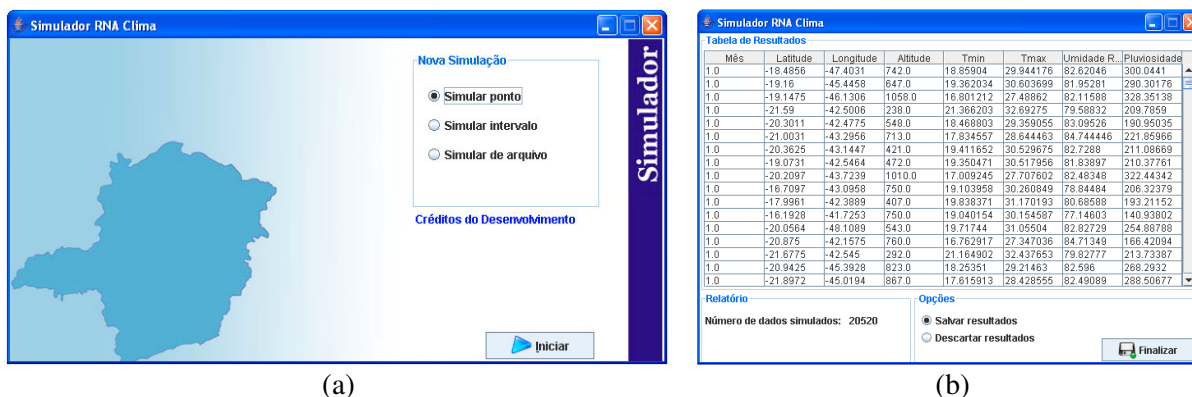 Simulador RNA Clima
Nova Simulação
Simular ponto
Simular intervalo
Simular de arquivo
Créditos do Desenvolvimento
Iniciar
Simulador
(a)
Simulador RNA Clima
Tabela de Resultados
Mês Latitude Longitude Altitude Tmin Tmax Umidade R... Pluviosidade
1.0 -18.4856 -47.4031 742.0 18.85904 29.944176 82.62046 300.0441
1.0 -19.16 -45.4458 647.0 19.362034 30.603699 81.95281 290.30176
1.0 -19.1475 -46.1306 1058.0 16.801212 27.48862 82.11588 328.35138
1.0 -21.59 -42.5006 238.0 21.366203 32.69275 79.58832 209.7859
1.0 -20.3011 -42.4775 548.0 18.468803 29.359055 83.09526 190.95035
1.0 -21.0031 -43.2956 713.0 17.834557 28.644463 84.744446 221.85966
1.0 -20.3625 -43.1447 421.0 19.411652 30.529675 82.7288 211.08669
1.0 -19.0731 -42.5464 472.0 19.350471 30.517956 81.83897 210.37761
1.0 -20.2097 -43.7239 1010.0 17.009245 27.707602 82.48348 322.44342
1.0 -16.7097 -43.0958 750.0 19.103958 30.260849 78.84484 206.32379
1.0 -17.9961 -42.3889 407.0 19.838371 31.170193 80.68588 193.21152
1.0 -16.1928 -41.7253 750.0 19.040154 30.154587 77.14603 140.93802
1.0 -20.0564 -48.1089 543.0 19.71744 31.05504 82.82729 254.88788
1.0 -20.875 -42.1575 760.0 16.762917 27.347036 84.71349 166.42094
1.0 -21.6775 -42.545 292.0 21.164902 32.437653 79.82777 213.73387
1.0 -20.9425 -45.3928 823.0 18.25351 29.21463 82.596 268.2932
1.0 -21.8972 -45.0194 867.0 17.615913 28.428555 82.49089 288.50677
Relatório
Número de dados simulados: 20520
Opções
Salvar resultados
Descartar resultados
Finalizar
(b)